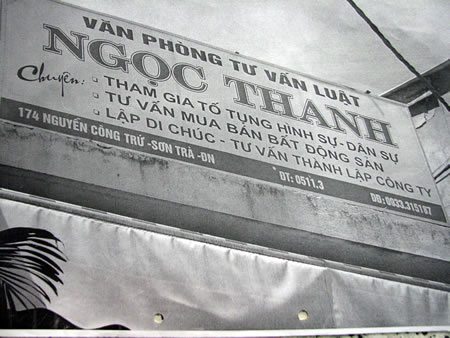 VĂN PHÒNG TƯ VẤN LUẬT
NGỌC THANH
Chuyên:
THAM GIA TỐ TỤNG HÌNH SỰ - DÂN SỰ
TƯ VẤN MUA BÁN BẤT ĐỘNG SẢN
LẬP DI CHÚC - TƯ VẤN THÀNH LẬP CÔNG TY
174 NGUYỄN CÔNG TRỨ -SƠN TRÀ -ĐN ĐT: 0511.3 DĐ: 0933.315187